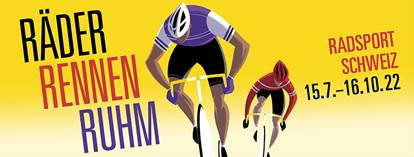 RÄDER
RENNEN
RUHM
RADSPORT
SCHWEIZ
15.7.–16.10.22